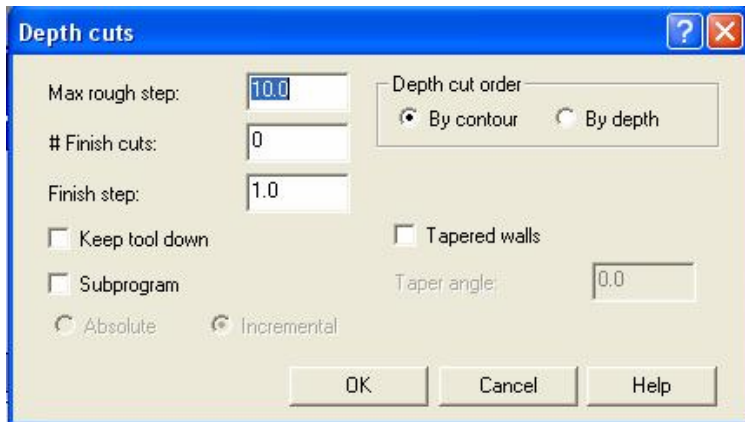 Depth cuts
Max rough step: 10.0
# Finish cuts: 0
Finish step: 1.0
Depth cut order
By contour By depth
Keep tool down
Subprogram
Absolute Incremental
Tapered walls
Taper angle: 0.0
OK Cancel Help